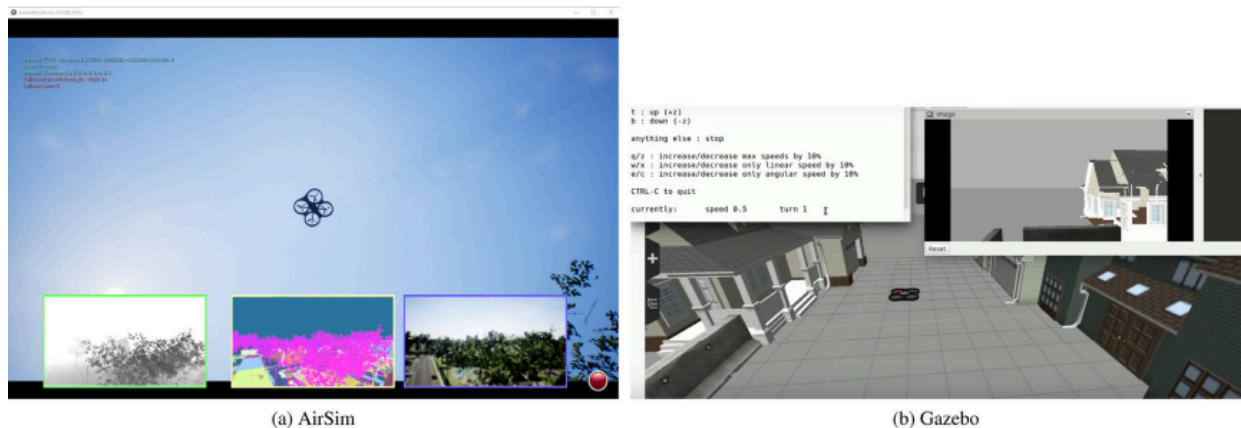 t : up (+z)
b : down (-z)
anything else : stop
q/z : increase/decrease max speeds by 10%
w/x : increase/decrease only linear speed by 10%
e/c : increase/decrease only angular speed by 10%
CTRL-C to quit
currently: speed 0.5 turn 1
Image
Reset
(a) AirSim
(b) Gazebo